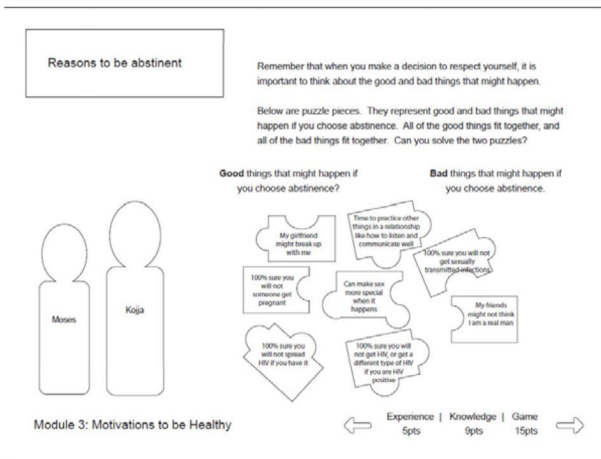 Reasons to be abstinent
Remember that when you make a decision to respect yourself, it is
important to think about the good and bad things that might happen.
Below are puzzle pieces. They represent good and bad things that might
happen if you choose abstinence. All of the good things fit together, and
all of the bad things fit together. Can you solve the two puzzles?
Good things that might happen if
you choose abstinence?
Bad things that might happen if
you choose abstinence.
My girlfriend
might break up
with me
Time to practice other
things in a relationship
like how to listen and
communicate well
100% sure you will not
get sexually
transmitted infections
100% sure you
will not
someone get
pregnant
Can make sex
more special
when it
happens
My friends
might not think
I am a real man
100% sure you
will not spread
HIV if you have it
100% sure you will
not get HIV, or get a
different type of HIV
if you are HIV
positive
Moses
Kojja
Module 3: Motivations to be Healthy
Experience | Knowledge | Game
5pts 9pts 15pts